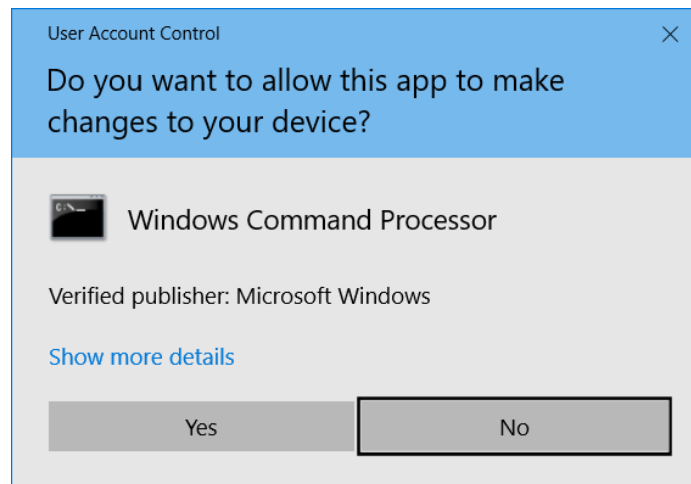 User Account Control
Do you want to allow this app to make
changes to your device?
C:\_
Windows Command Processor
Verified publisher: Microsoft Windows
Show more details
Yes
No